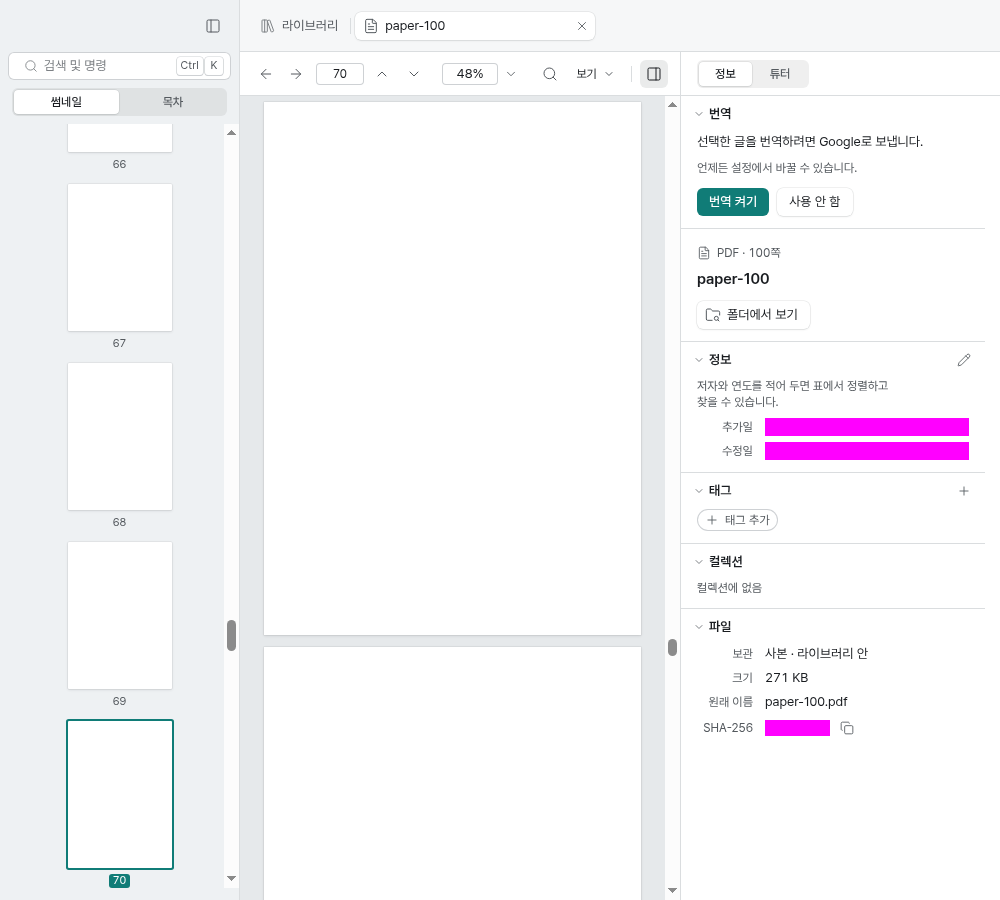 라이브러리
paper-100
검색 및 명령
Ctrl
K
썸네일
목차
66
67
68
69
70
70
48%
보기
정보
튜터
번역
선택한 글을 번역하려면 Google로 보냅니다.
언제든 설정에서 바꿀 수 있습니다.
번역 켜기
사용 안 함
PDF · 100쪽
paper-100
폴더에서 보기
정보
저자와 연도를 적어 두면 표에서 정렬하고
찾을 수 있습니다.
추가일
수정일
태그
태그 추가
컬렉션
컬렉션에 없음
파일
보관 사본 · 라이브러리 안
크기 271 KB
원래 이름 paper-100.pdf
SHA-256